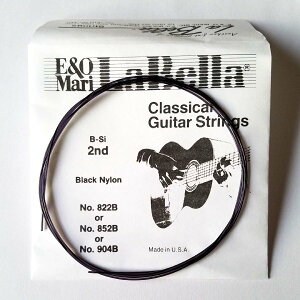 E&O
Mari
LaBella®
Classical
Guitar Strings
B-Si
2nd
Black Nylon
No. 822B
or
No. 852B
or
No. 904B
Made in U.S.A.